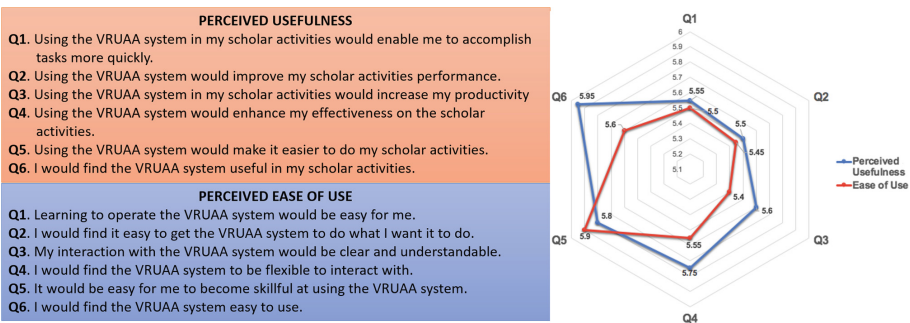 PERCEIVED USEFULNESS
Q1. Using the VRUAA system in my scholar activities would enable me to accomplish
tasks more quickly.
Q2. Using the VRUAA system would improve my scholar activities performance.
Q3. Using the VRUAA system in my scholar activities would increase my productivity
Q4. Using the VRUAA system would enhance my effectiveness on the scholar
activities.
Q5. Using the VRUAA system would make it easier to do my scholar activities.
Q6. I would find the VRUAA system useful in my scholar activities.
PERCEIVED EASE OF USE
Q1. Learning to operate the VRUAA system would be easy for me.
Q2. I would find it easy to get the VRUAA system to do what I want it to do.
Q3. My interaction with the VRUAA system would be clear and understandable.
Q4. I would find the VRUAA system to be flexible to interact with.
Q5. It would be easy for me to become skillful at using the VRUAA system.
Q6. I would find the VRUAA system easy to use.
Q1
6
5.9
5.8
5.7
5.6
5.5
5.4
5.3
5.2
5.1
5.55
5.5
Q2
5.5
5.45
Q3
5.6
5.4
Q4
5.75
5.55
Q5
5.8
5.9
Q6
5.95
5.6
Perceived
Usefulness
Ease of Use